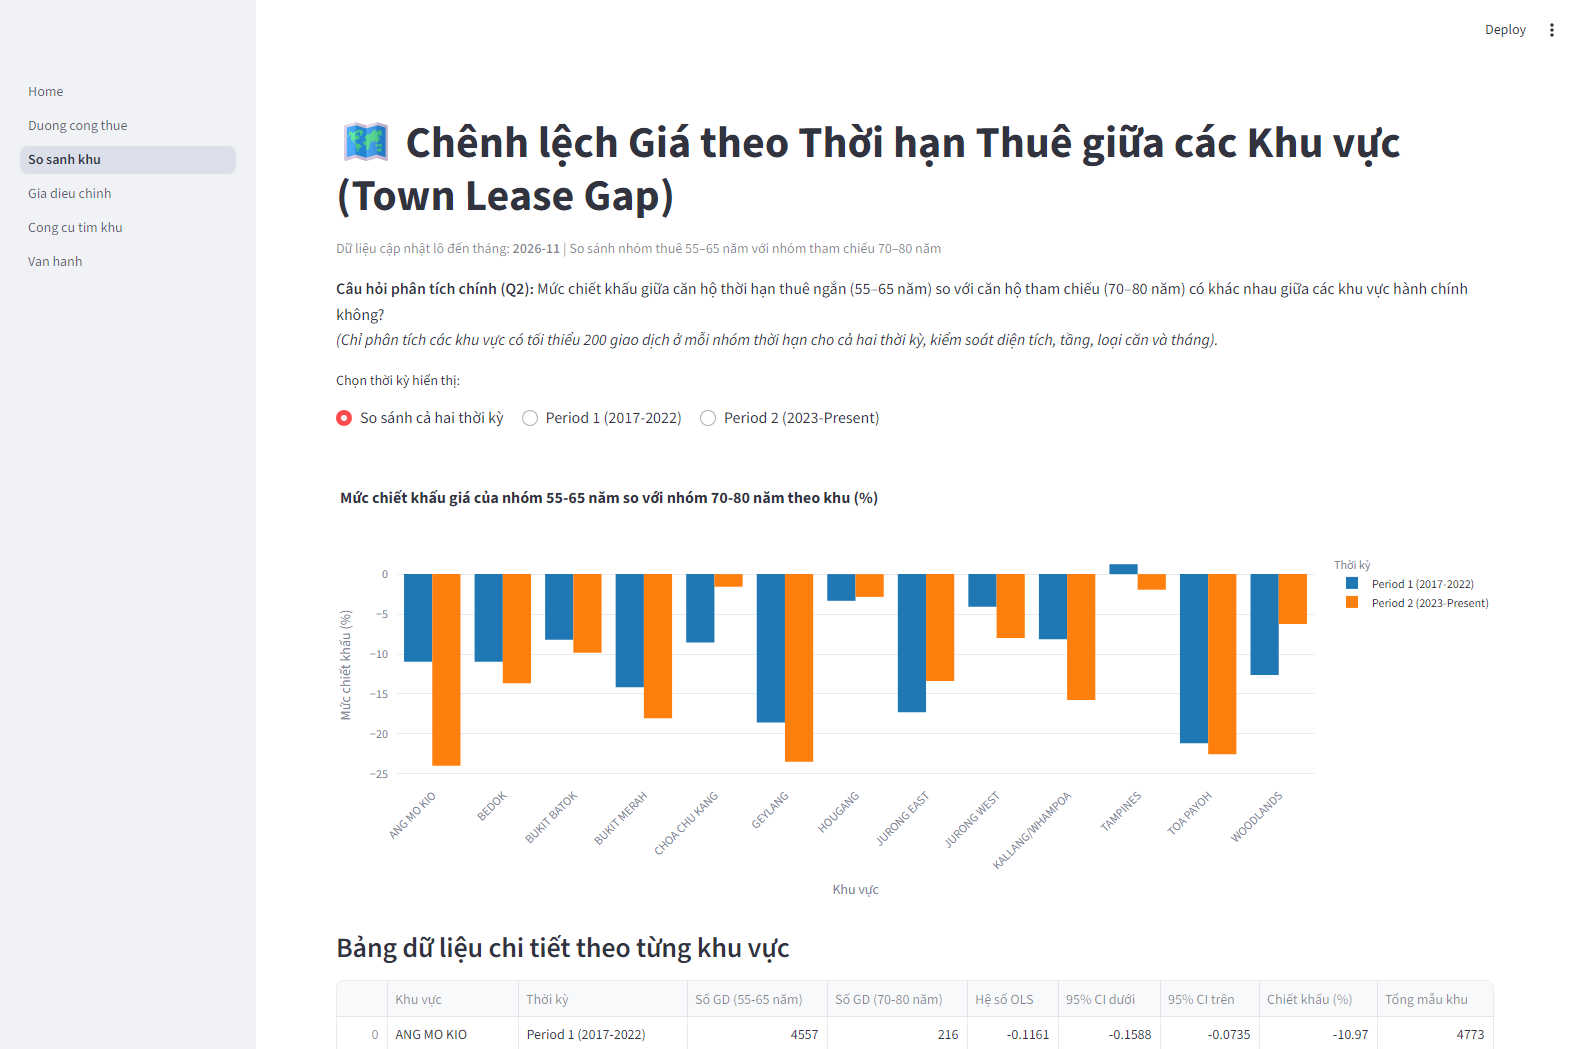 Deploy
Home
Duong cong thue
So sanh khu
Gia dieu chinh
Cong cu tim khu
Van hanh
Chênh lệch Giá theo Thời hạn Thuê giữa các Khu vực
(Town Lease Gap)
Dữ liệu cập nhật lô đến tháng: 2026-11 | So sánh nhóm thuê 55–65 năm với nhóm tham chiếu 70–80 năm
Câu hỏi phân tích chính (Q2): Mức chiết khấu giữa căn hộ thời hạn thuê ngắn (55–65 năm) so với căn hộ tham chiếu (70–80 năm) có khác nhau giữa các khu vực hành chính
không?
(Chỉ phân tích các khu vực có tối thiểu 200 giao dịch ở mỗi nhóm thời hạn cho cả hai thời kỳ, kiểm soát diện tích, tầng, loại căn và tháng).
Chọn thời kỳ hiển thị:
So sánh cả hai thời kỳ
Period 1 (2017-2022)
Period 2 (2023-Present)
Mức chiết khấu giá của nhóm 55-65 năm so với nhóm 70-80 năm theo khu (%)
Thời kỳ
Period 1 (2017-2022)
Period 2 (2023-Present)
Mức chiết khấu (%)
0
−5
−10
−15
−20
−25
ANG MO KIO
BEDOK
BUKIT BATOK
BUKIT MERAH
CHOA CHU KANG
GEYLANG
HOUGANG
JURONG EAST
JURONG WEST
KALLANG/WHAMPOA
TAMPINES
TOA PAYOH
WOODLANDS
Khu vực
Bảng dữ liệu chi tiết theo từng khu vực
Khu vực Thời kỳ Số GD (55-65 năm) Số GD (70-80 năm) Hệ số OLS 95% CI dưới 95% CI trên Chiết khấu (%) Tổng mẫu khu
0 ANG MO KIO Period 1 (2017-2022) 4557 216 -0.1161 -0.1588 -0.0735 -10.97 4773